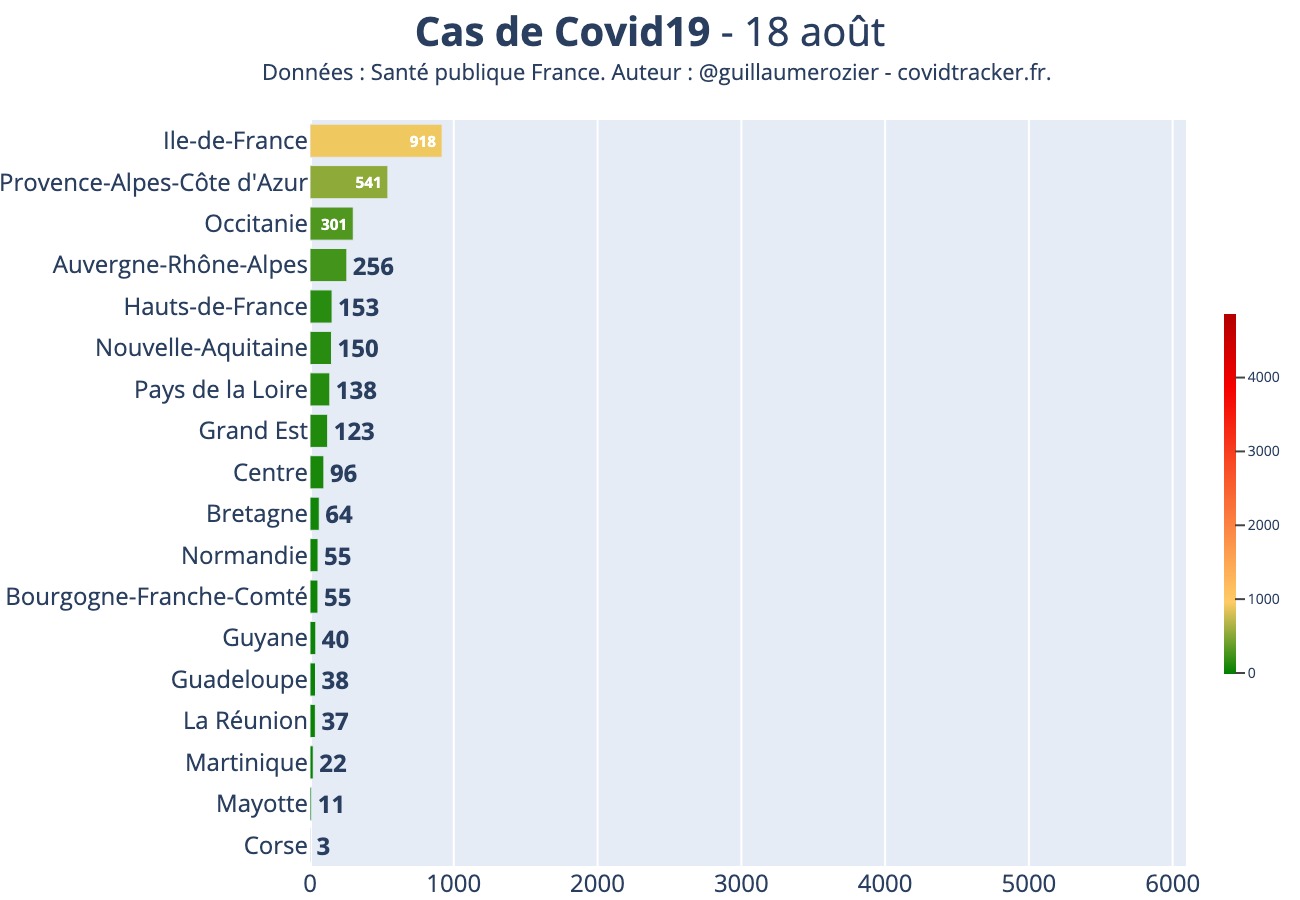 Cas de Covid19 - 18 août
Données : Santé publique France. Auteur : @guillaumerozier - covidtracker.fr.
Ile-de-France 918
Provence-Alpes-Côte d'Azur 541
Occitanie 301
Auvergne-Rhône-Alpes 256
Hauts-de-France 153
Nouvelle-Aquitaine 150
Pays de la Loire 138
Grand Est 123
Centre 96
Bretagne 64
Normandie 55
Bourgogne-Franche-Comté 55
Guyane 40
Guadeloupe 38
La Réunion 37
Martinique 22
Mayotte 11
Corse 3
0 1000 2000 3000 4000 5000 6000
4000
3000
2000
1000
0